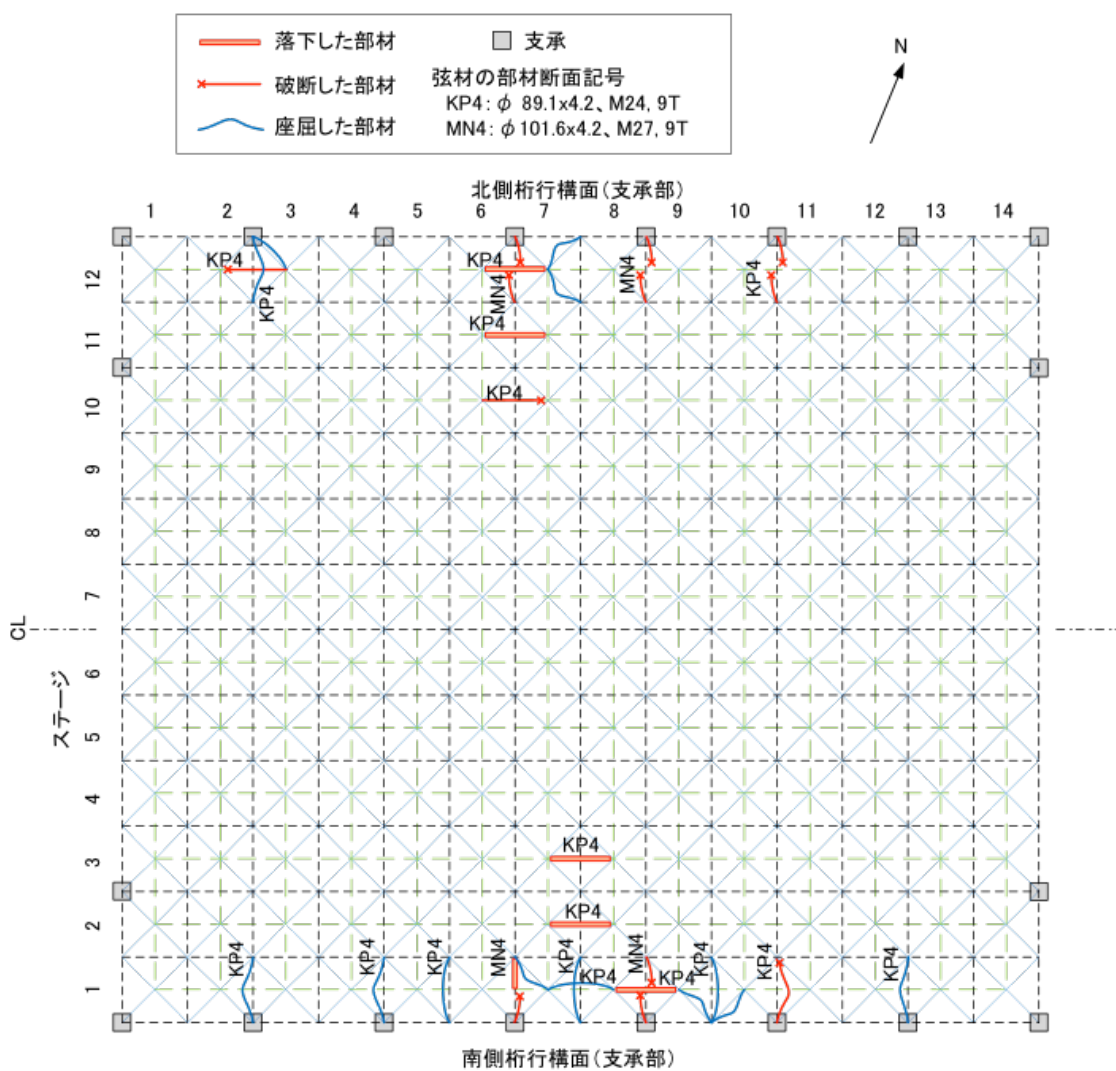 落下した部材
支承
破断した部材
弦材の部材断面記号
KP4: φ 89.1x4.2、M24, 9T
座屈した部材
MN4: φ101.6x4.2、M27, 9T
N
北側桁行構面(支承部)
1 2 3 4 5 6 7 8 9 10 11 12 13 14
12
KP4
KP4
KP4
MN4
MN4
KP4
11
KP4
10
KP4
9
8
7
CL
6
ステージ
5
4
3
KP4
2
KP4
KP4
KP4
KP4
MN4
KP4
KP4
MN4
KP4
KP4
KP4
KP4
1
南側桁行構面(支承部)